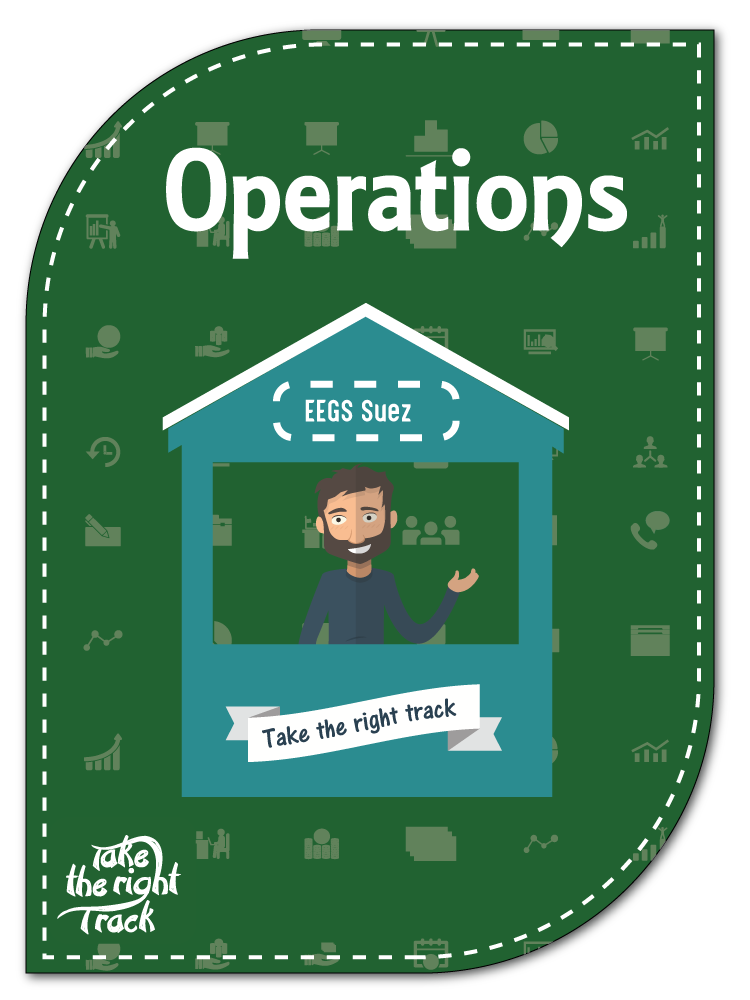 Operations
EEGS Suez
Take the right track
Take
the right
Track